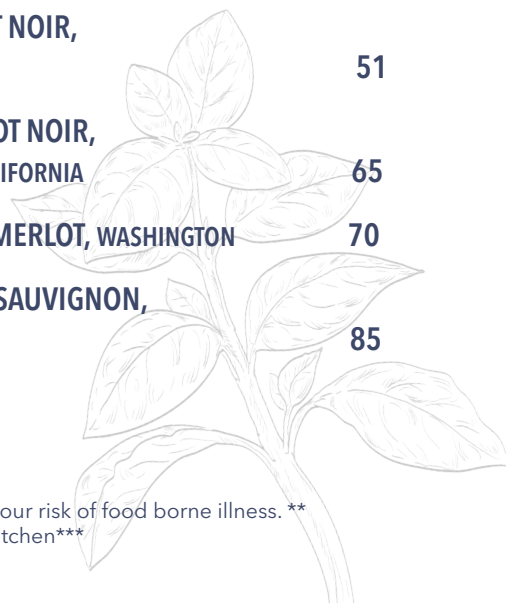 T NOIR,
51
OT NOIR,
IFORNIA 65
MERLOT, WASHINGTON 70
SAUVIGNON,
85
our risk of food borne illness. **
tchen***